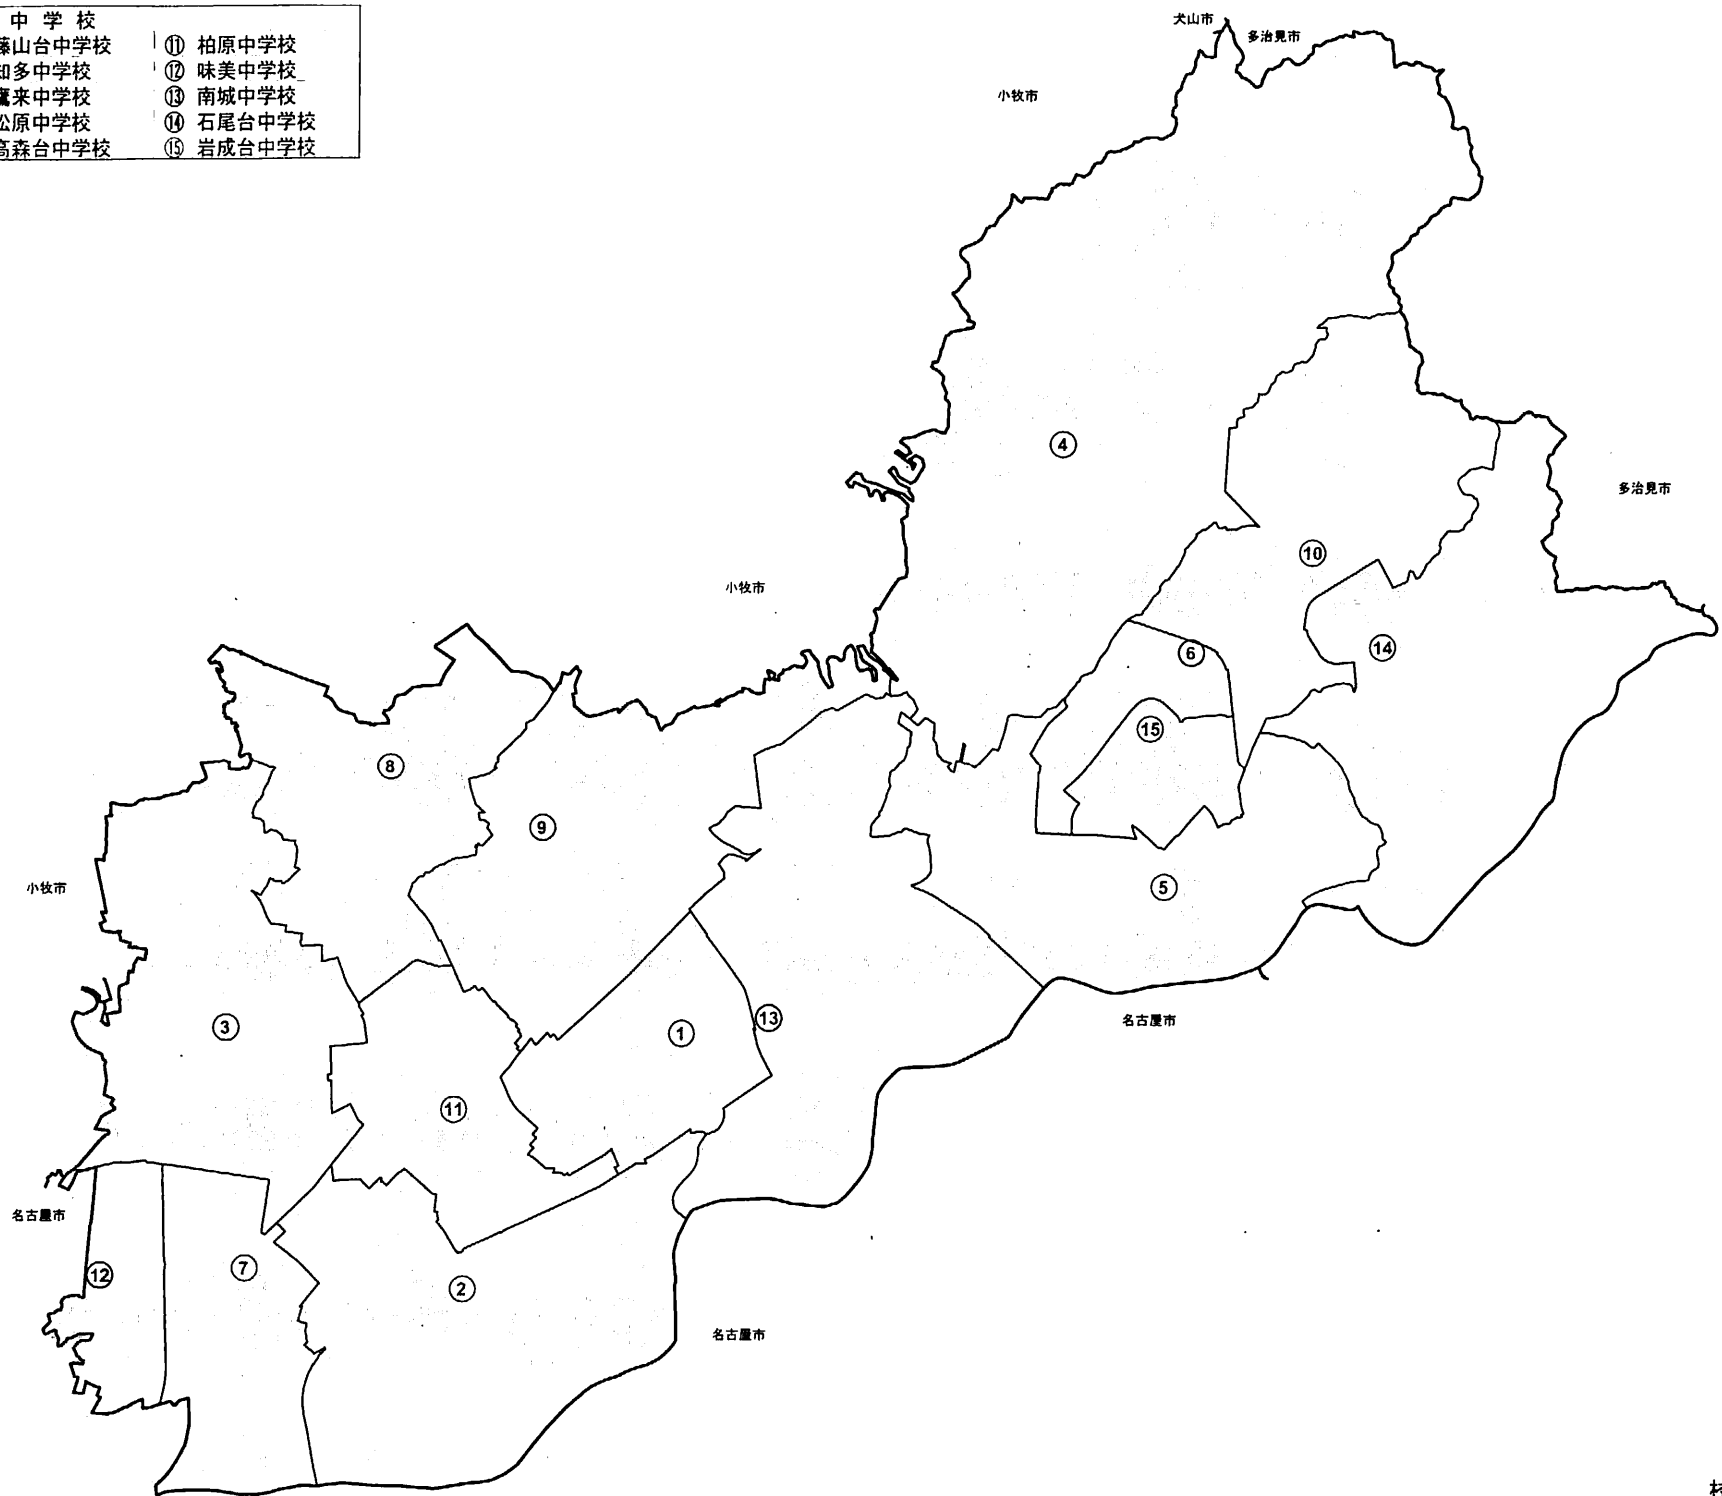 中学校
藤山台中学校 ⑪ 柏原中学校
知多中学校 ⑫ 味美中学校
鷹来中学校 ⑬ 南城中学校
松原中学校 ⑭ 石尾台中学校
高森台中学校 ⑮ 岩成台中学校
犬山市
多治見市
小牧市
④
多治見市
⑩
小牧市
⑥
⑭
⑮
⑧
⑨
小牧市
⑤
③
①
⑬
名古屋市
⑪
名古屋市
⑫
⑦
②
名古屋市